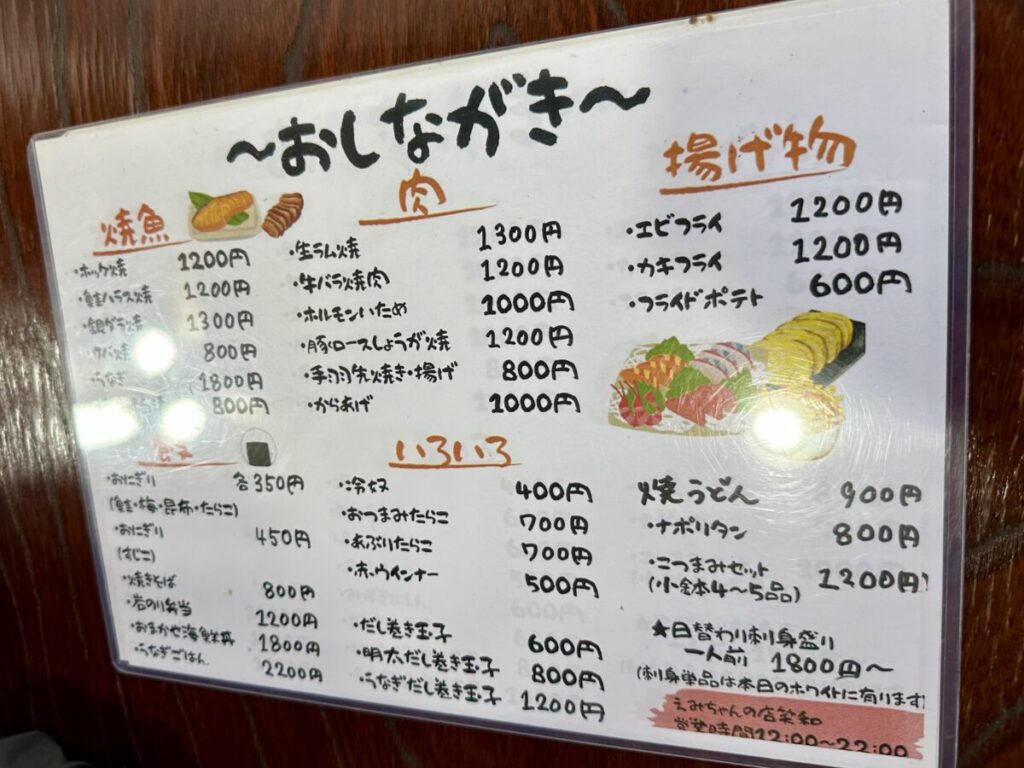 ～おしながき～
焼魚
・ホッケ焼 1200円
・鮭ハラス焼 1200円
・銀ダラ焼 1300円
・サバ焼 800円
・うなぎ 1800円
800円
肉
・生ラム焼 1300円
・牛バラ焼肉 1200円
・ホルモンいため 1000円
・豚ロースしょうが焼 1200円
・手羽先焼き・揚げ 800円
・からあげ 1000円
揚げ物
・エビフライ 1200円
・カキフライ 1200円
・フライドポテト 600円
食事
・おにぎり 各350円
(鮭・梅・昆布・たらこ)
・おにぎり 450円
(すじこ)
・焼きそば 800円
・岩のり弁当 1200円
・おまかせ海鮮丼 1800円
・うなぎごはん 2200円
いろいろ
・冷奴 400円
・おつまみたらこ 700円
・あぶりたらこ 700円
・赤ウインナー 500円
・だし巻き玉子 600円
・明太だし巻き玉子 800円
・うなぎだし巻き玉子 1200円
焼うどん 900円
・ナポリタン 800円
・こつまみセット 1200円
(小鉢4～5品)
★日替わり刺身盛り
一人前 1800円～
(刺身単品は本日のホワイトに有ります
えみちゃんの店笑和
営業時間12:00～22:00